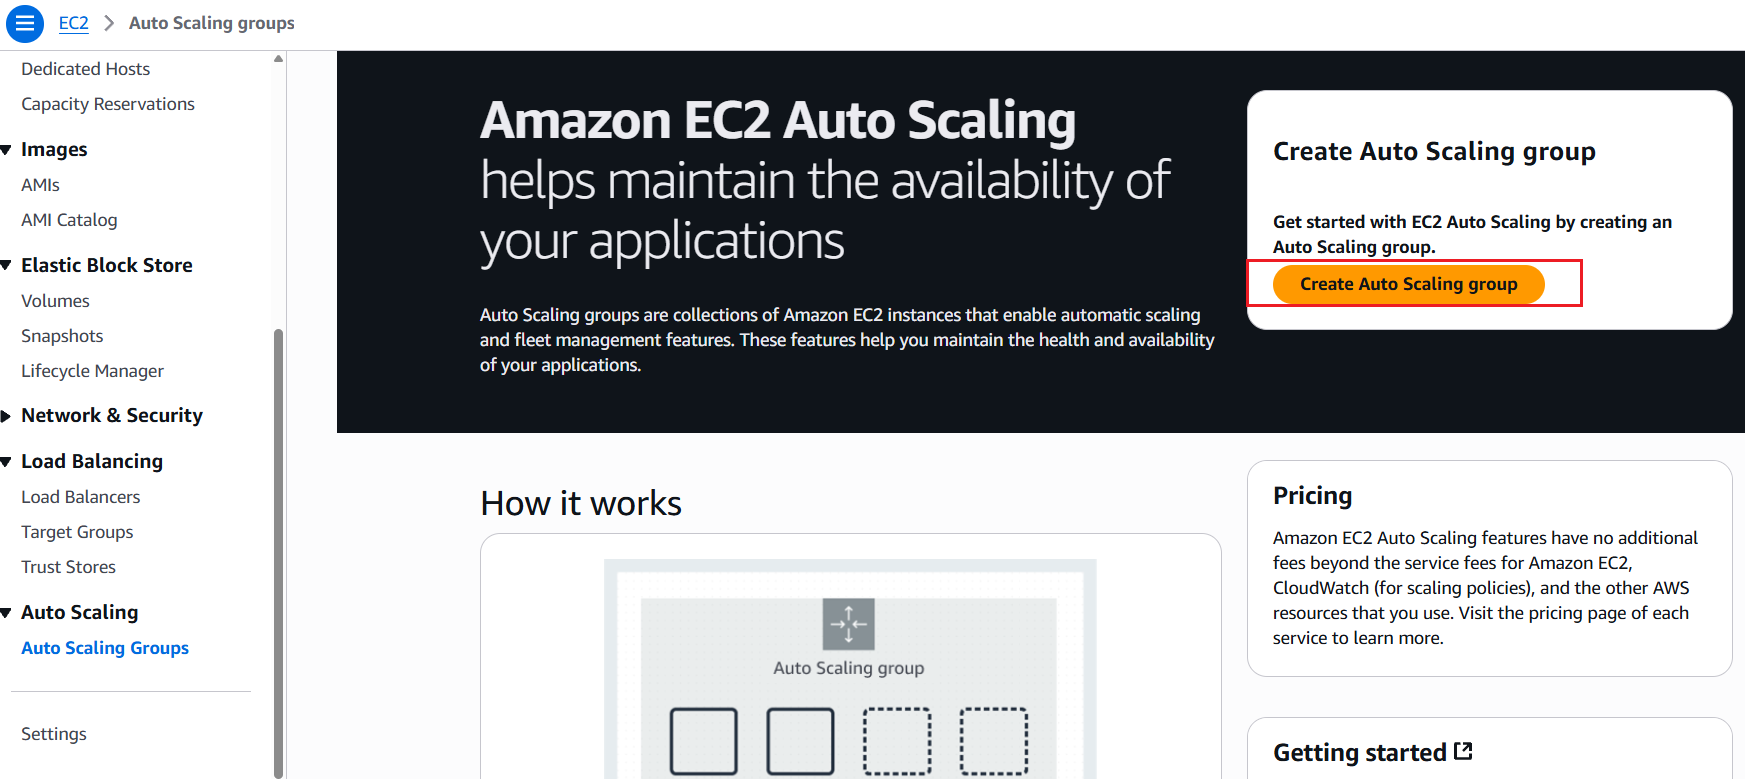 EC2 > Auto Scaling groups
Dedicated Hosts
Capacity Reservations
Images
AMIs
AMI Catalog
Elastic Block Store
Volumes
Snapshots
Lifecycle Manager
Network & Security
Load Balancing
Load Balancers
Target Groups
Trust Stores
Auto Scaling
Auto Scaling Groups
Settings
Amazon EC2 Auto Scaling
helps maintain the availability of
your applications
Auto Scaling groups are collections of Amazon EC2 instances that enable automatic scaling
and fleet management features. These features help you maintain the health and availability
of your applications.
Create Auto Scaling group
Get started with EC2 Auto Scaling by creating an
Auto Scaling group.
Create Auto Scaling group
How it works
Auto Scaling group
Pricing
Amazon EC2 Auto Scaling features have no additional
fees beyond the service fees for Amazon EC2,
CloudWatch (for scaling policies), and the other AWS
resources that you use. Visit the pricing page of each
service to learn more.
Getting started